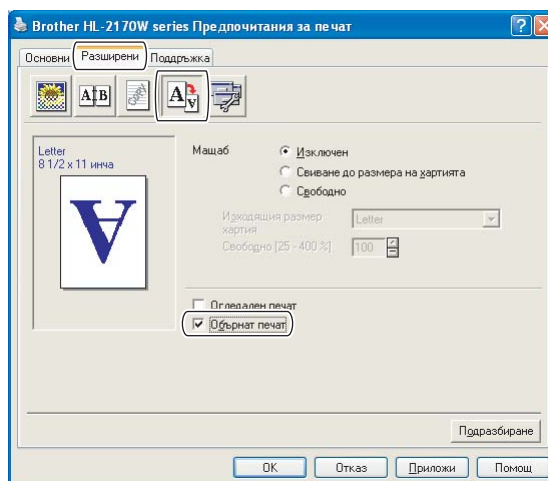 Brother HL-2170W series Предпочитания за печат
Основни Разширени Поддръжка
A B A A
Letter
8 1/2 x 11 инча
A
Мащаб
Изключен
Свиване до размера на хартията
Свободно
Изходящия размер хартия
Letter
Свободно [25 - 400 %]
100
Огледален печат
Обърнат печат
Подразбиране
OK Отказ Приложи Помощ